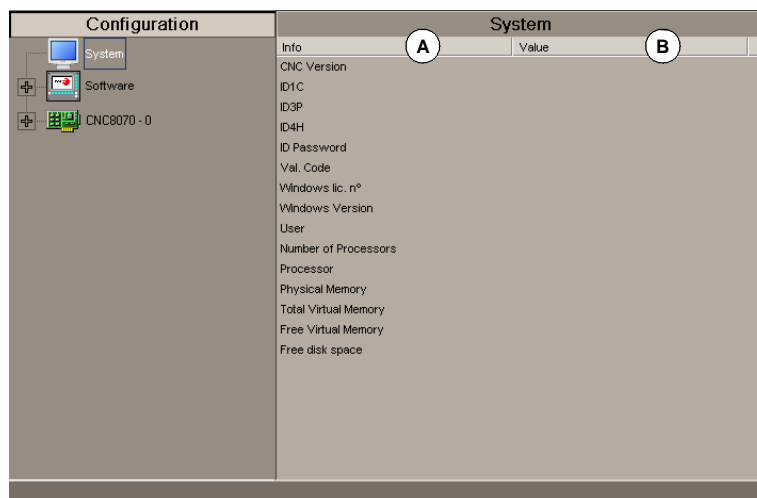 Configuration
System
System
Software
CNC8070 - 0
Info A Value B
CNC Version
ID1C
ID3P
ID4H
ID Password
Val. Code
Windows lic. nº
Windows Version
User
Number of Processors
Processor
Physical Memory
Total Virtual Memory
Free Virtual Memory
Free disk space